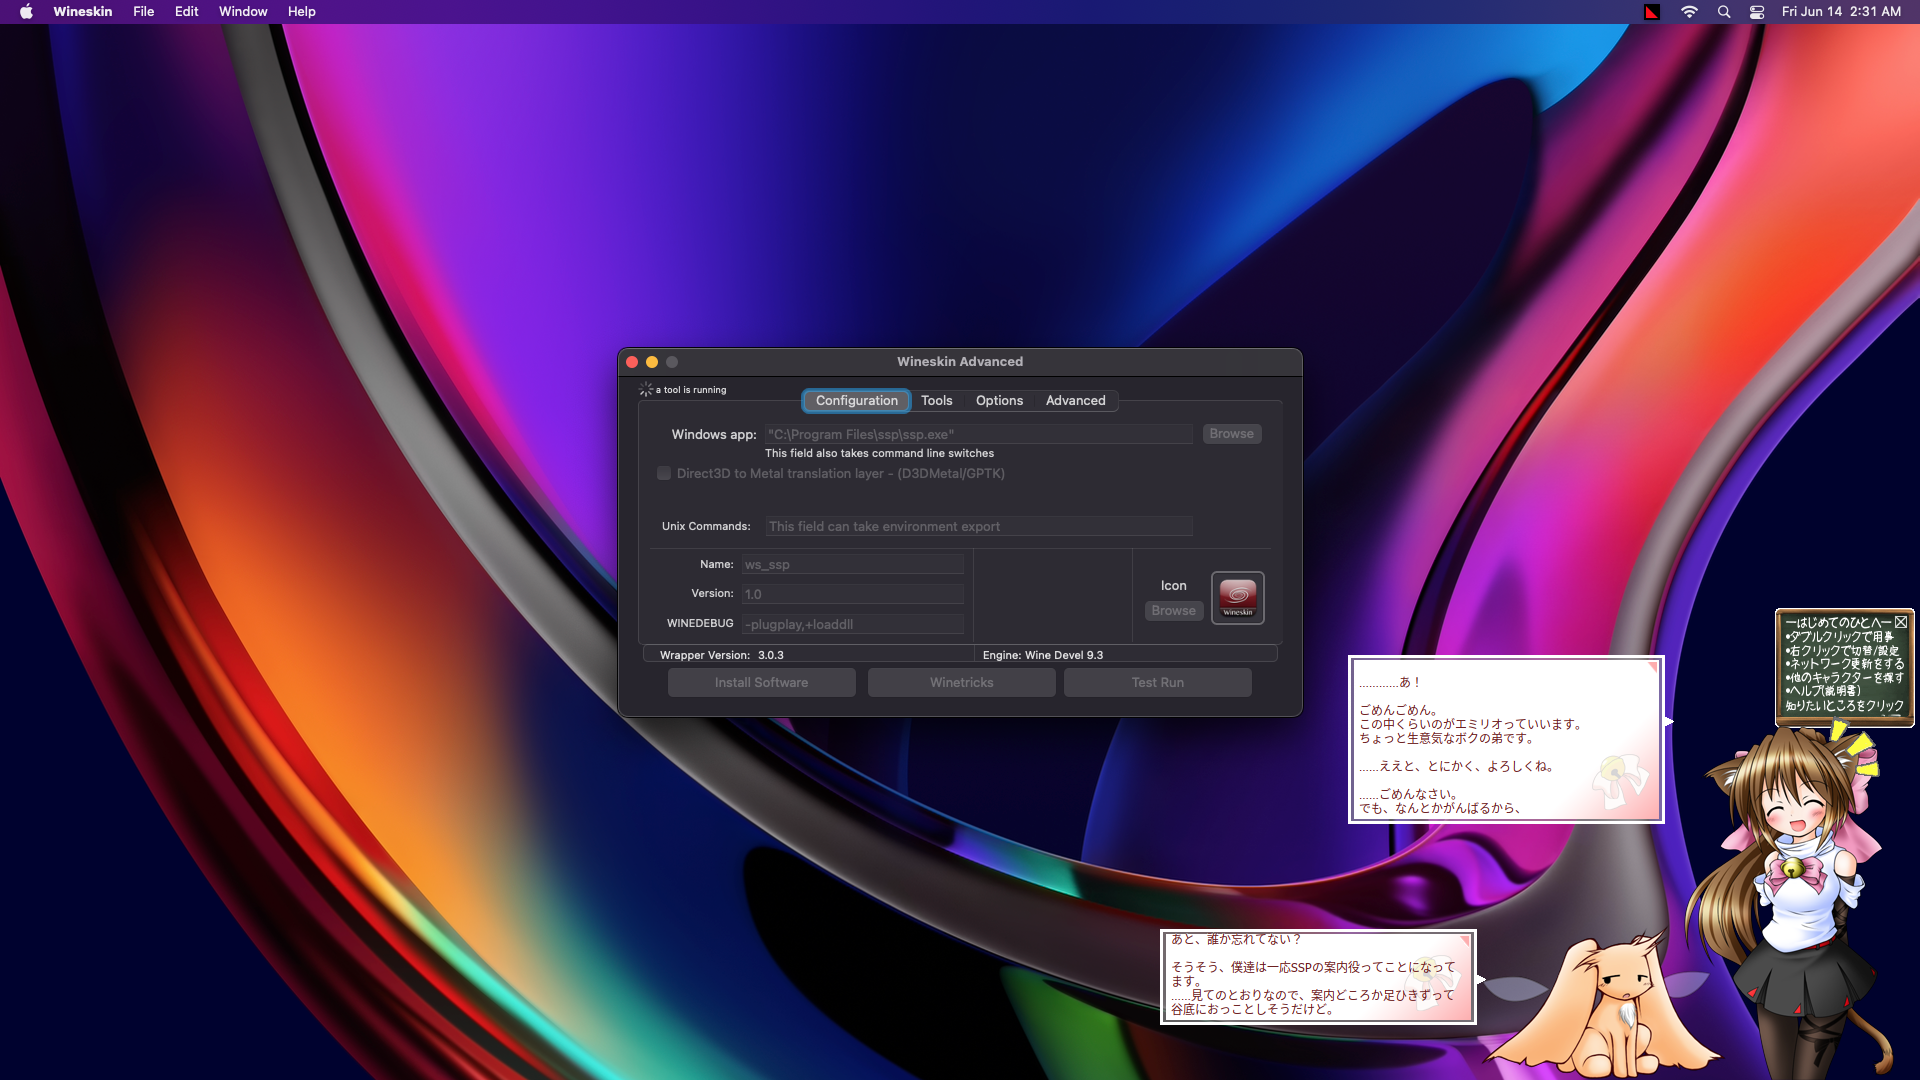 Wineskin File Edit Window Help Fri Jun 14 2:31 AM
Wineskin Advanced
a tool is running
Configuration Tools Options Advanced
Windows app: "C:\Program Files\ssp\ssp.exe" Browse
This field also takes command line switches
Direct3D to Metal translation layer - (D3DMetal/GPTK)
Unix Commands: This field can take environment export
Name: ws_ssp
Version: 1.0
WINEDEBUG -plugplay,+loaddll
Icon
Browse
Wineskin
Wrapper Version: 3.0.3 Engine: Wine Devel 9.3
Install Software Winetricks Test Run
ーはじめてのひとへー
•ダブルクリックで用事
•右クリックで切替/設定
•ネットワーク更新をする
•他のキャラクターを探す
•ヘルプ(説明書)
知りたいところをクリック
…………あ！
ごめんごめん。
この中くらいのがエミリオっていいます。
ちょっと生意気なボクの弟です。
……ええと、とにかく、よろしくね。
……ごめんなさい。
でも、なんとかがんばるから、
あと、誰か忘れてない？
そうそう、僕達は一応SSPの案内役ってことになって
ます。
……見てのとおりなので、案内どころか足ひきずって
谷底におっことしそうだけど。